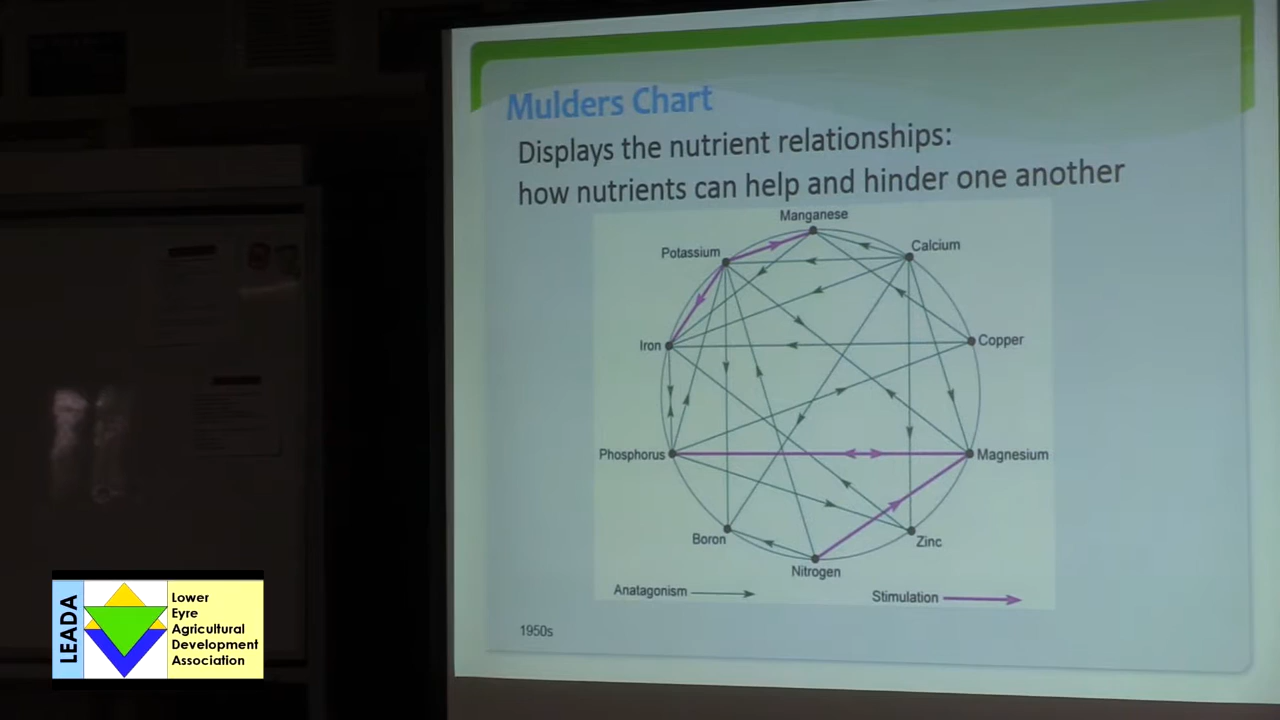 Mulders Chart
Displays the nutrient relationships:
how nutrients can help and hinder one another
Manganese
Potassium
Calcium
Iron
Copper
Phosphorus
Magnesium
Boron
Zinc
Nitrogen
Anatagonism
Stimulation
1950s
LEADA
Lower
Eyre
Agricultural
Development
Association